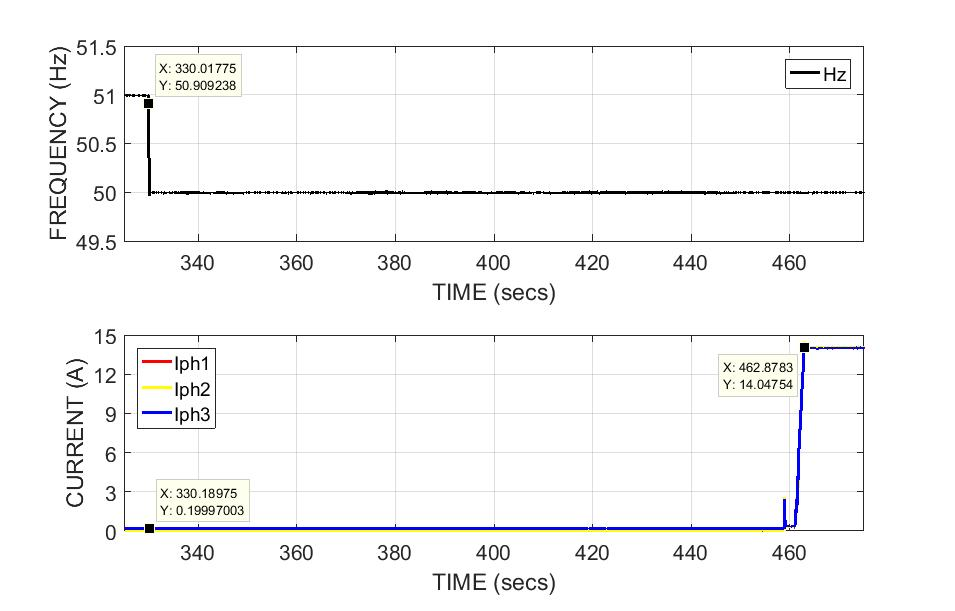 51.5
51
50.5
50
49.5
FREQUENCY (Hz)
X: 330.01775
Y: 50.909238
Hz
340 360 380 400 420 440 460
TIME (secs)
15
12
9
6
3
0
CURRENT (A)
Iph1
Iph2
Iph3
X: 462.8783
Y: 14.04754
X: 330.18975
Y: 0.19997003
340 360 380 400 420 440 460
TIME (secs)